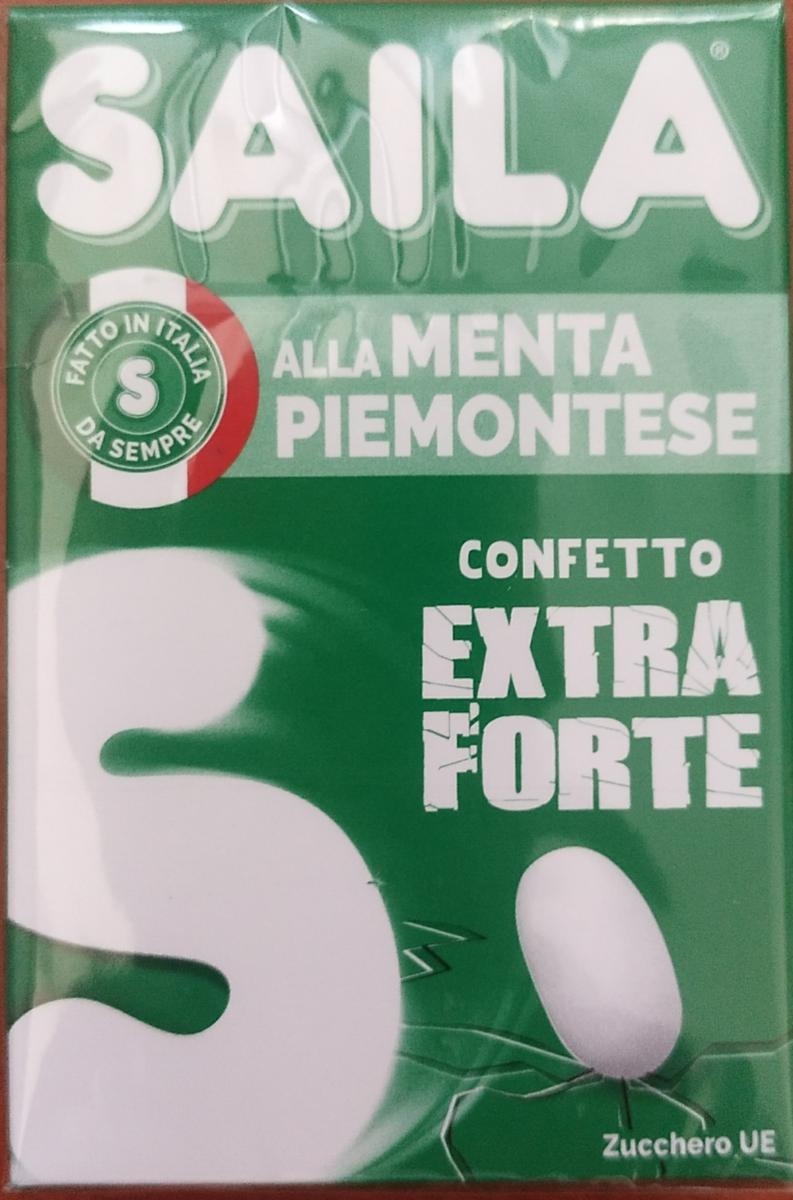 SAILA®
FATTO IN ITALIA
S
DA SEMPRE
ALLA MENTA
PIEMONTESE
CONFETTO
EXTRA
FORTE
S
Zucchero UE